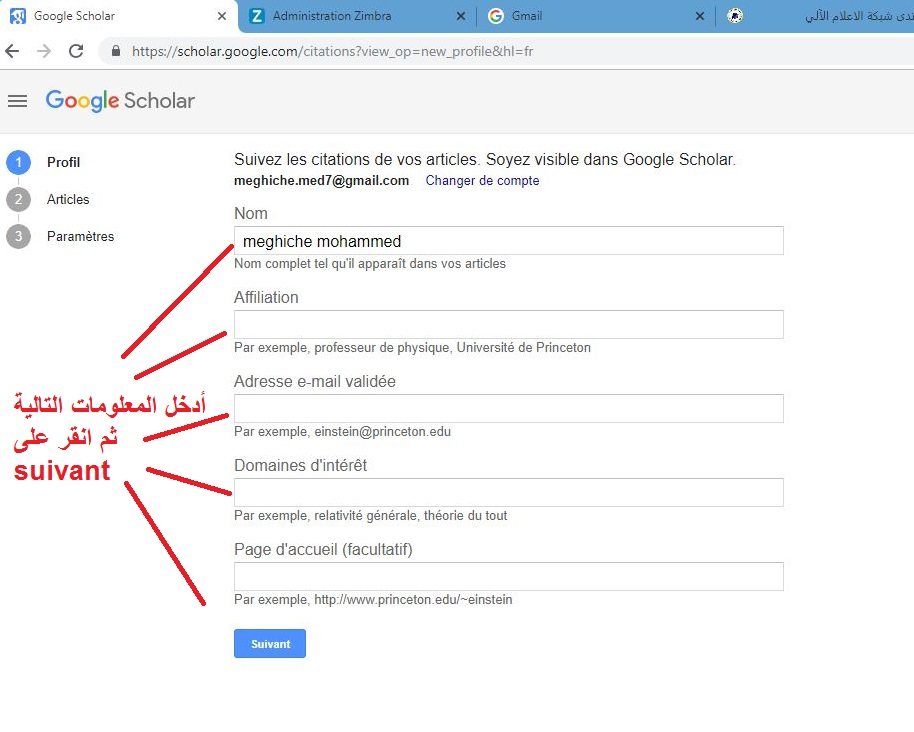 Google Scholar
Administration Zimbra
Gmail
شبكة الاعلام الآلي
https://scholar.google.com/citations?view_op=new_profile&hl=fr
Google Scholar
1 Profil
2 Articles
3 Paramètres
Suivez les citations de vos articles. Soyez visible dans Google Scholar.
meghiche.med7@gmail.com Changer de compte
Nom
meghiche mohammed
Nom complet tel qu'il apparaît dans vos articles
Affiliation
Par exemple, professeur de physique, Université de Princeton
Adresse e-mail validée
Par exemple, einstein@princeton.edu
Domaines d'intérêt
Par exemple, relativité générale, théorie du tout
Page d'accueil (facultatif)
Par exemple, http://www.princeton.edu/~einstein
Suivant
أدخل المعلومات التالية
ثم انقر على
suivant